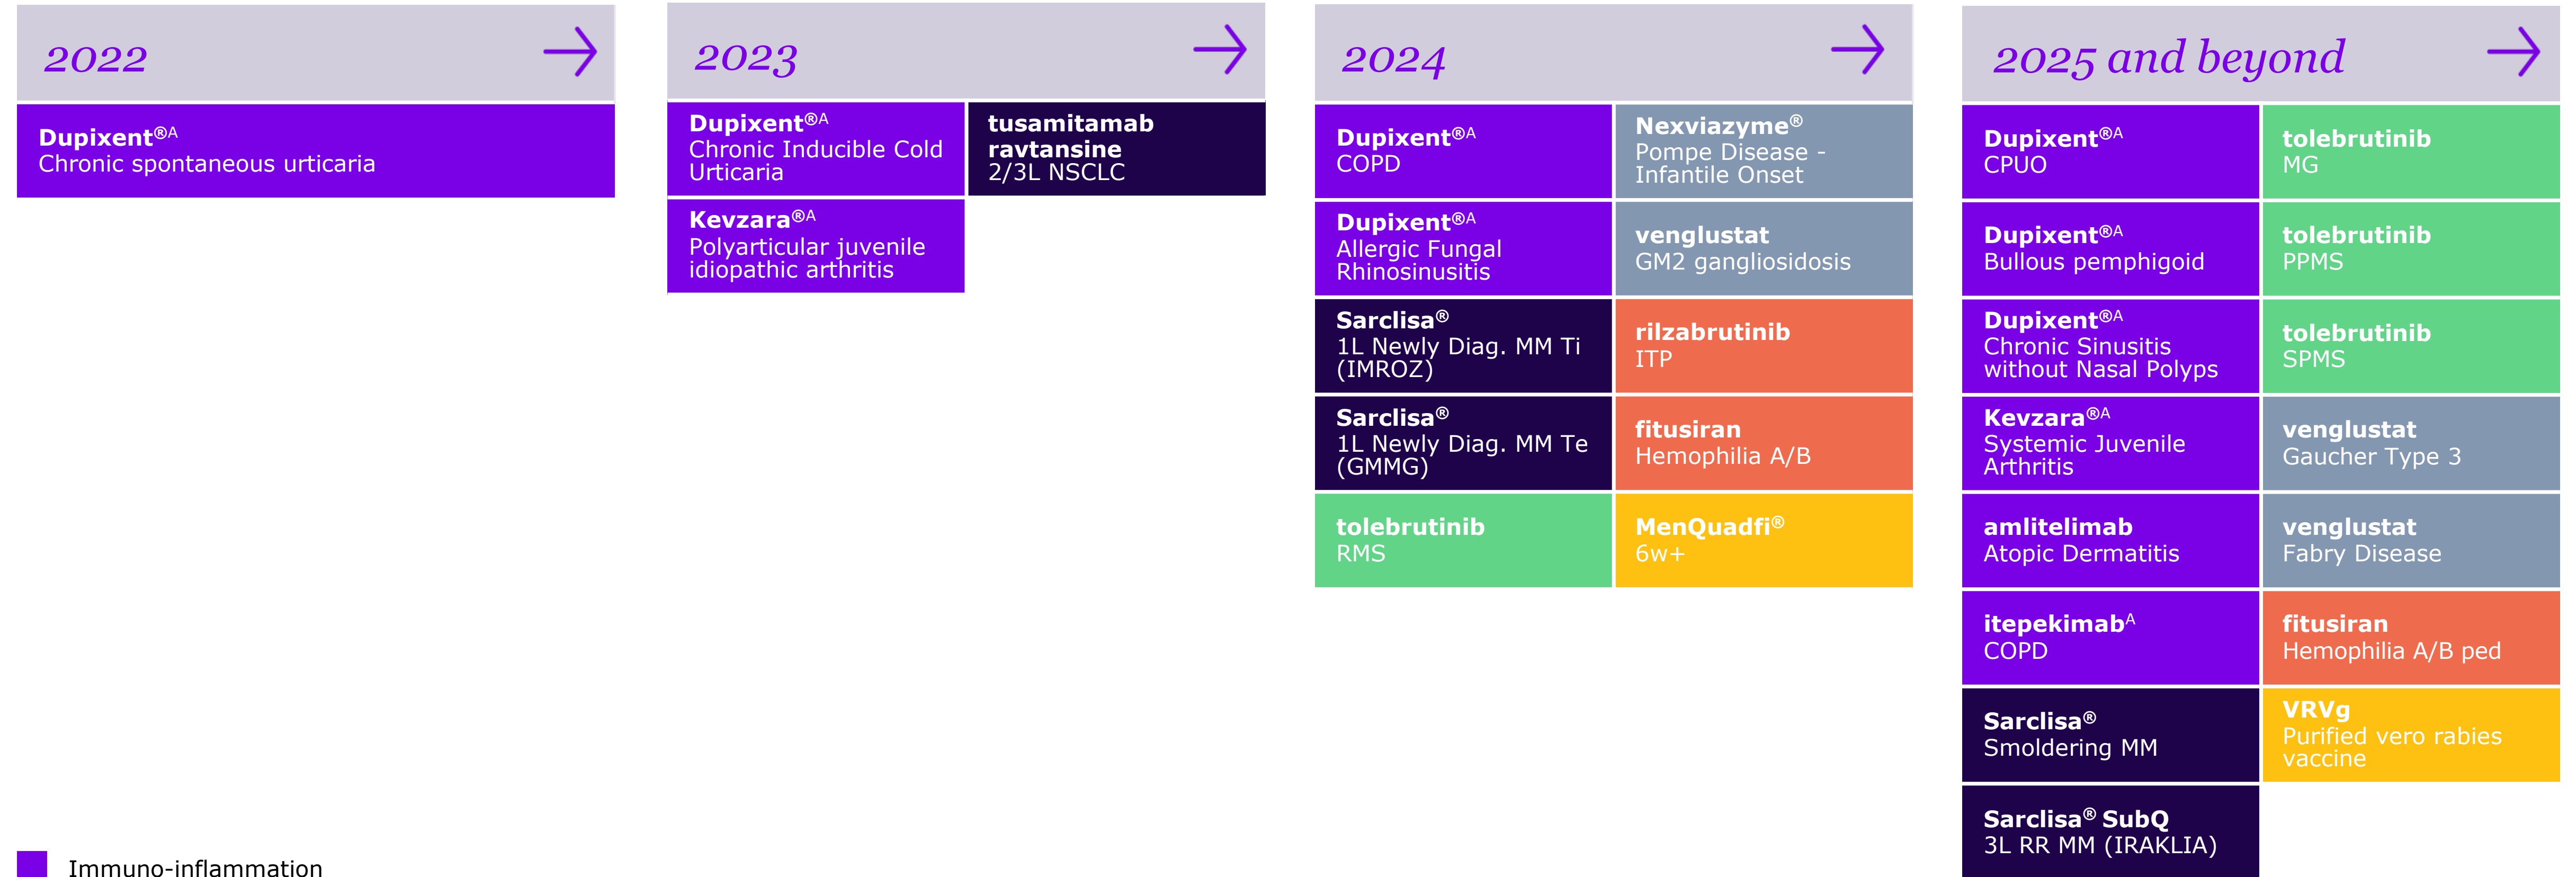 2022
Dupixent®A
Chronic spontaneous urticaria
2023
Dupixent®A
Chronic Inducible Cold
Urticaria
Kevzara®A
Polyarticular juvenile
idiopathic arthritis
tusamitamab
ravtansine
2/3L NSCLC
2024
Dupixent®A
COPD
Dupixent®A
Allergic Fungal
Rhinosinusitis
Sarclisa®
1L Newly Diag. MM Ti
(IMROZ)
Sarclisa®
1L Newly Diag. MM Te
(GMMG)
tolebrutinib
RMS
Nexviazyme®
Pompe Disease -
Infantile Onset
venglustat
GM2 gangliosidosis
rilzabrutinib
ITP
fitusiran
Hemophilia A/B
MenQuadfi®
6w+
2025 and beyond
Dupixent®A
CPUO
Dupixent®A
Bullous pemphigoid
Dupixent®A
Chronic Sinusitis
without Nasal Polyps
Kevzara®A
Systemic Juvenile
Arthritis
amlitelimab
Atopic Dermatitis
itepekimabA
COPD
Sarclisa®
Smoldering MM
Sarclisa® SubQ
3L RR MM (IRAKLIA)
tolebrutinib
MG
tolebrutinib
PPMS
tolebrutinib
SPMS
venglustat
Gaucher Type 3
venglustat
Fabry Disease
fitusiran
Hemophilia A/B ped
VRVg
Purified vero rabies
vaccine
Immuno-inflammation